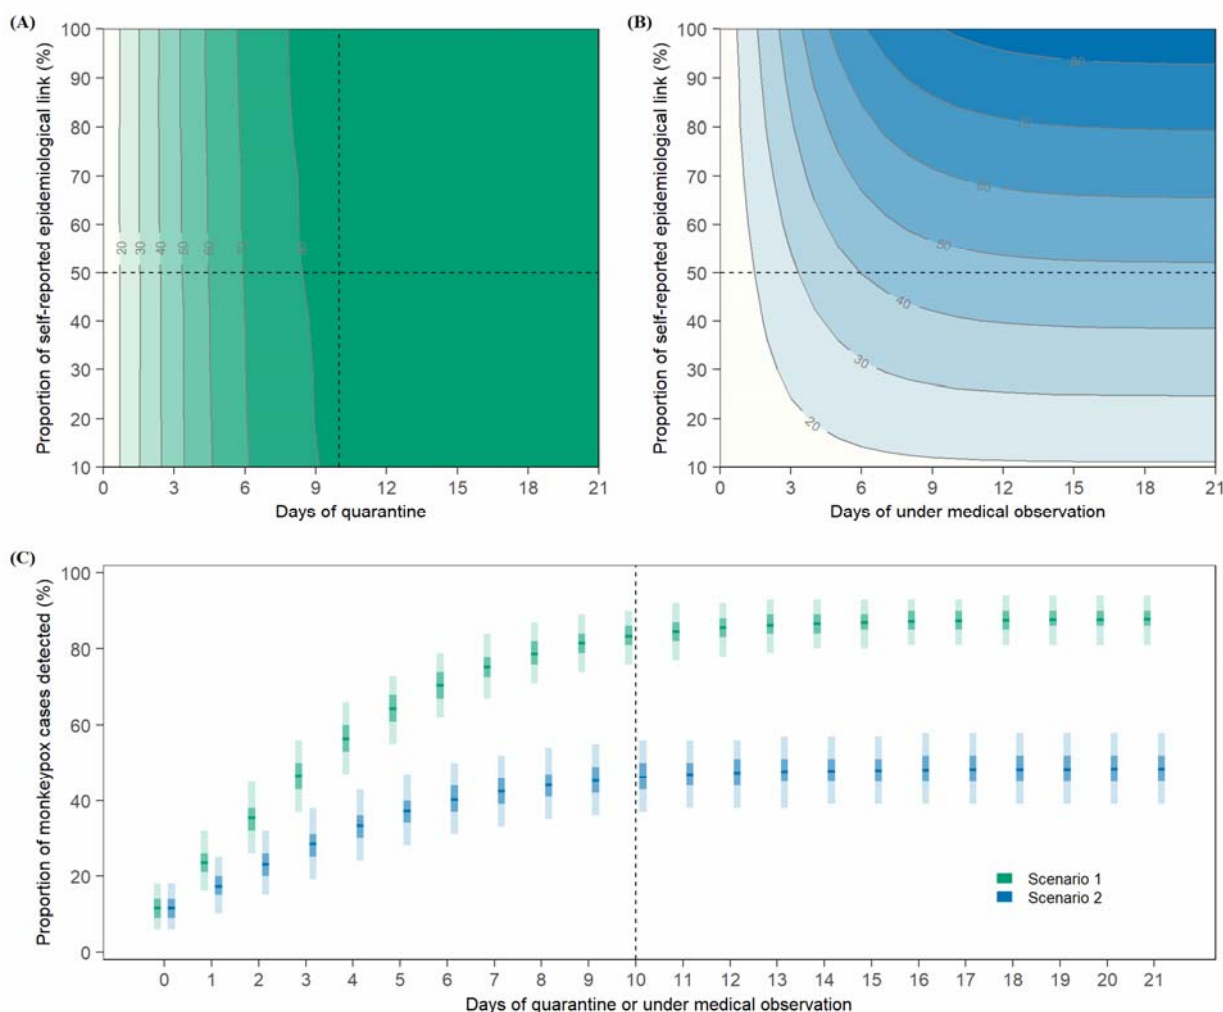 (A)
Proportion of self-reported epidemiological link (%)
100
90
80
70
60
50
40
30
20
10
20 30 40 50 60
0 3 6 9 12 15 18 21
Days of quarantine
(B)
Proportion of self-reported epidemiological link (%)
100
90
80
70
60
50
40
30
20
10
80
60
50
40
30
20
0 3 6 9 12 15 18 21
Days of under medical observation
(C)
Proportion of monkeypox cases detected (%)
100
80
60
40
20
0
Scenario 1
Scenario 2
0 1 2 3 4 5 6 7 8 9 10 11 12 13 14 15 16 17 18 19 20 21
Days of quarantine or under medical observation